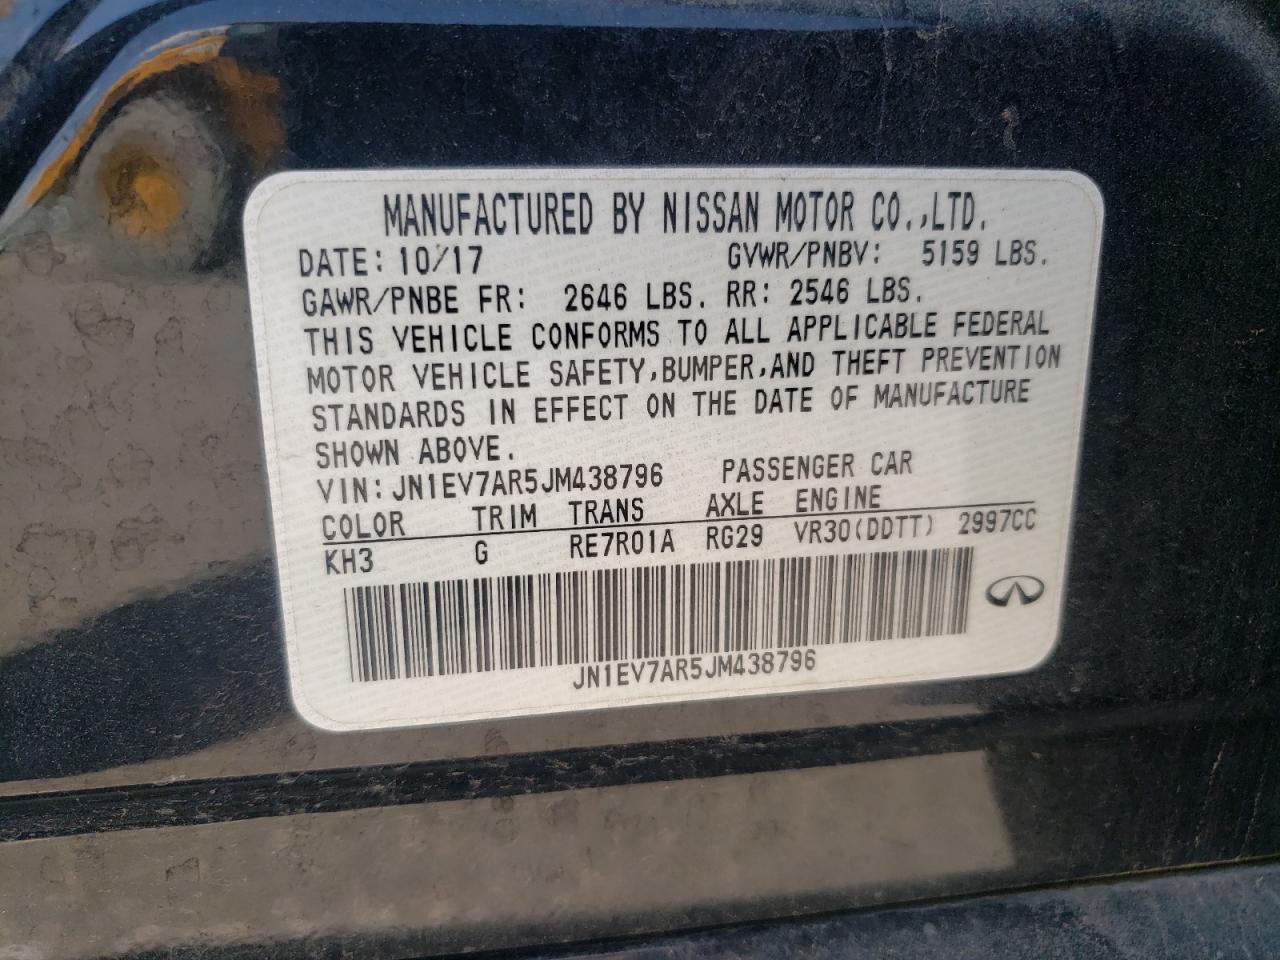 MANUFACTURED BY NISSAN MOTOR CO.,LTD.
DATE: 10/17 GVWR/PNBV: 5159 LBS.
GAWR/PNBE FR: 2646 LBS. RR: 2546 LBS.
THIS VEHICLE CONFORMS TO ALL APPLICABLE FEDERAL
MOTOR VEHICLE SAFETY,BUMPER,AND THEFT PREVENTION
STANDARDS IN EFFECT ON THE DATE OF MANUFACTURE
SHOWN ABOVE.
VIN: JN1EV7AR5JM438796 PASSENGER CAR
COLOR TRIM TRANS AXLE ENGINE
KH3 G RE7R01A RG29 VR30(DDTT) 2997CC
JN1EV7AR5JM438796